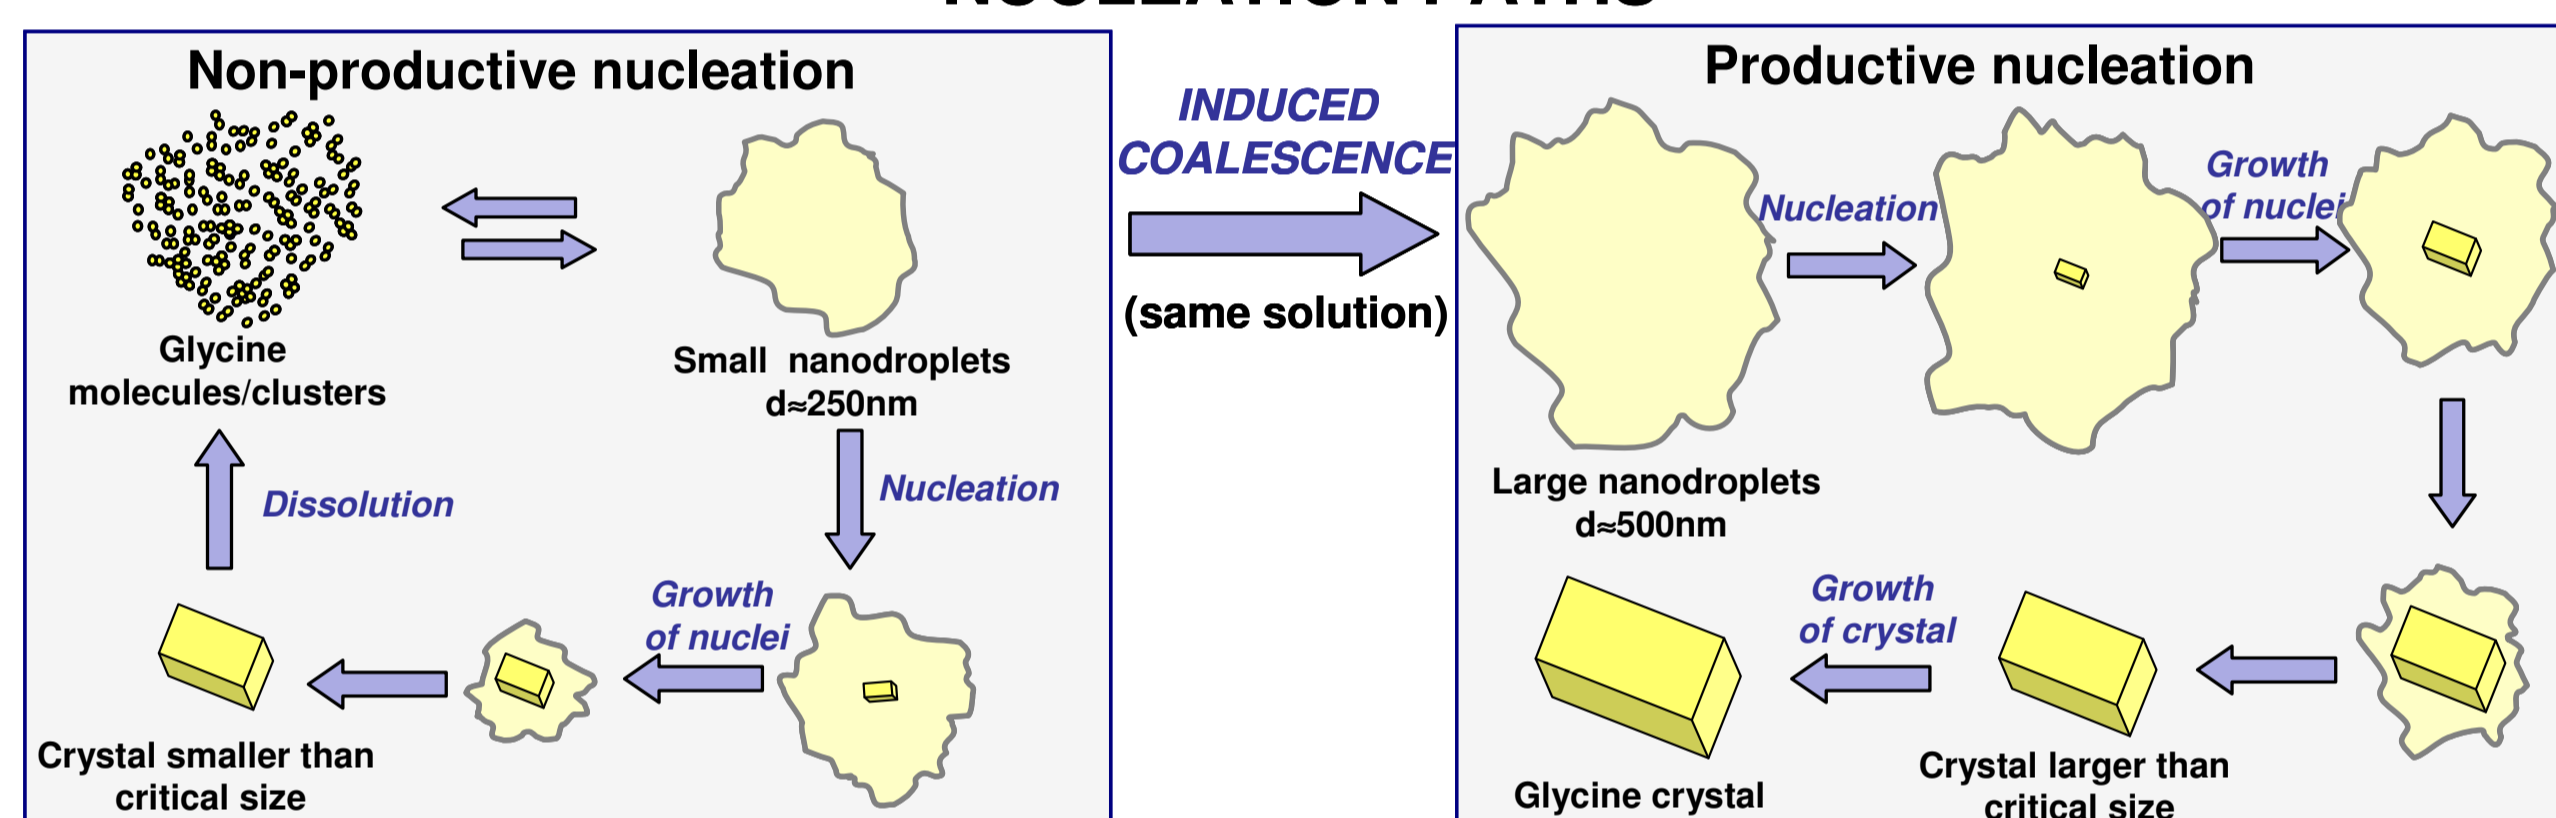 NUCLEATION PATHS
Non-productive nucleation
Glycine
molecules/clusters
Small nanodroplets
d≈250nm
Nucleation
Growth
of nuclei
Dissolution
Crystal smaller than
critical size
INDUCED
COALESCENCE
(same solution)
Productive nucleation
Nucleation
Growth
of nuclei
Large nanodroplets
d≈500nm
Growth
of crystal
Glycine crystal
Crystal larger than
critical size